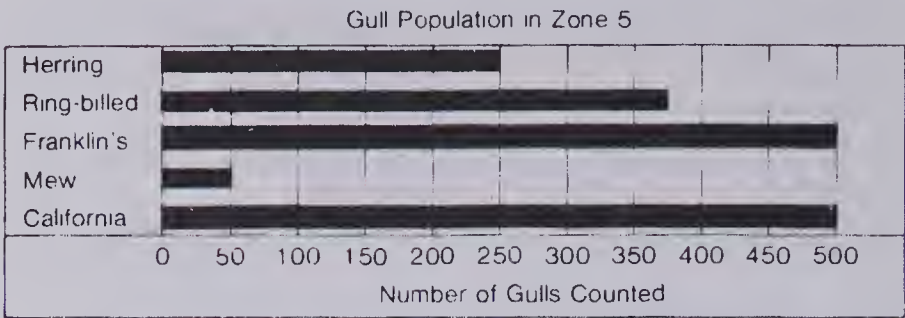 Gull Population in Zone 5
Herring
Ring-billed
Franklin's
Mew
California
0 50 100 150 200 250 300 350 400 450 500
Number of Gulls Counted